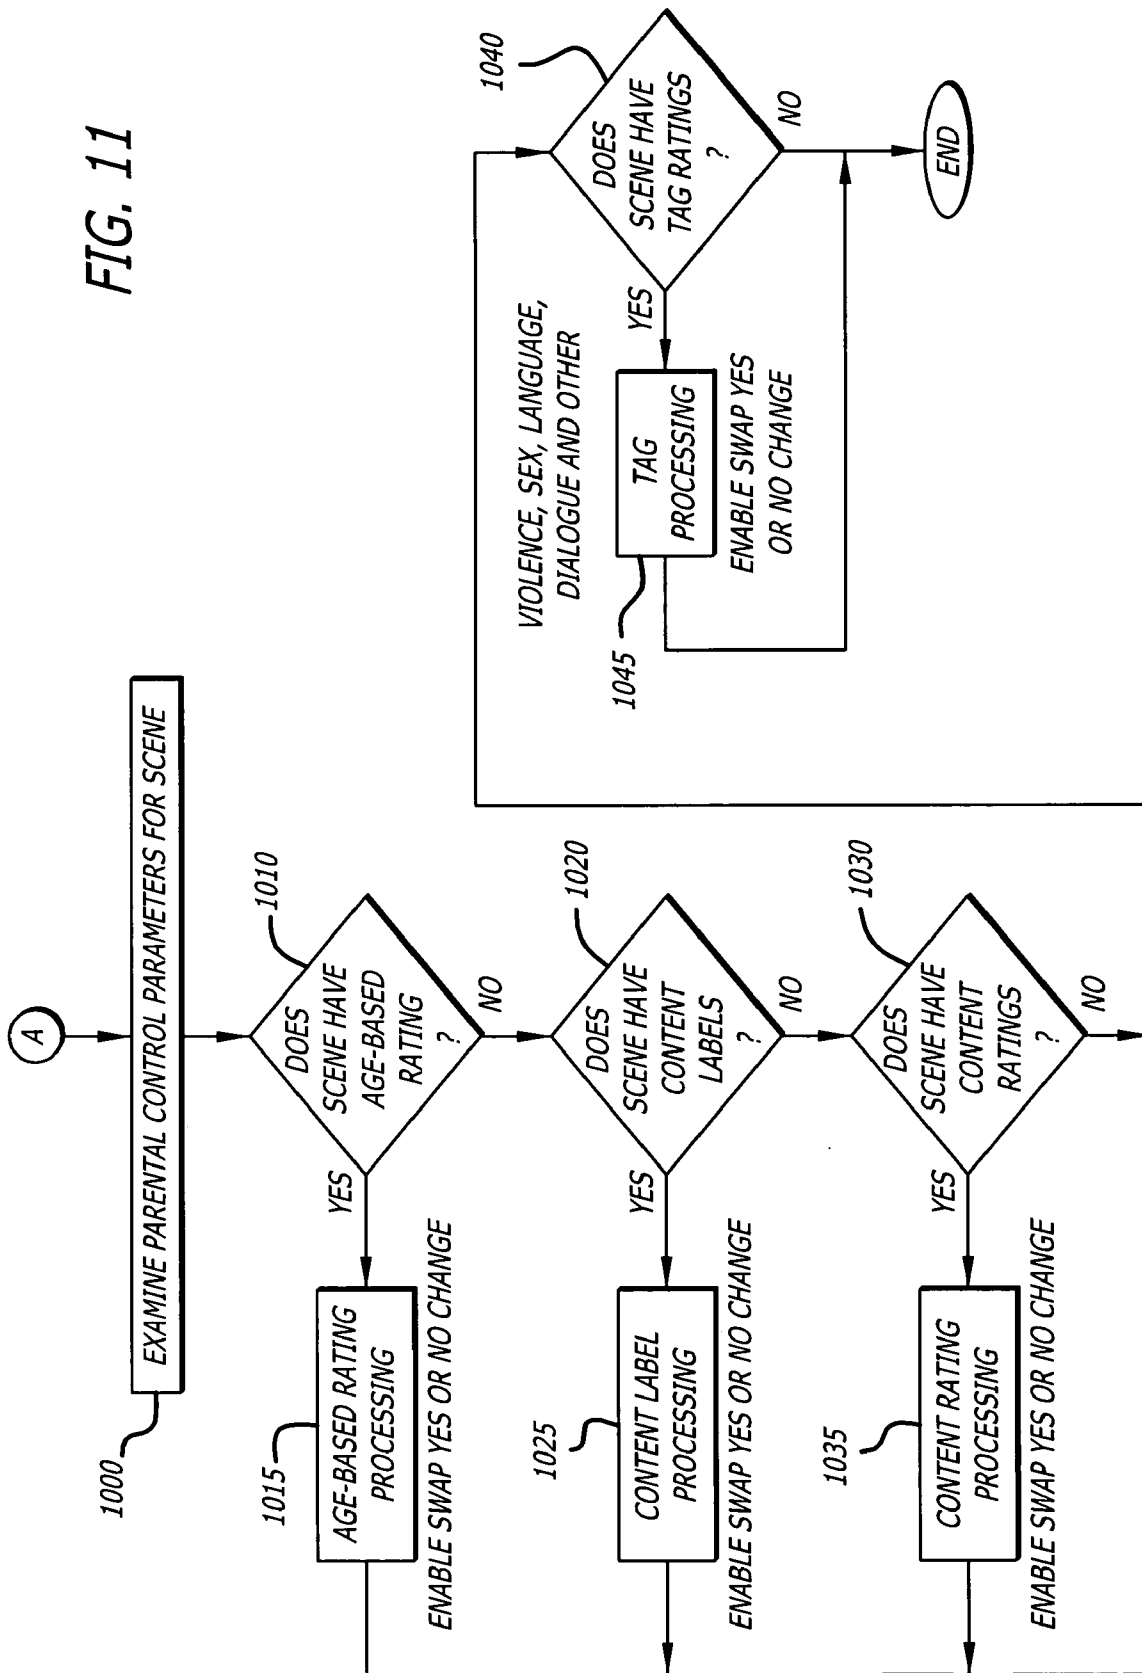 FIG. 11
A
EXAMINE PARENTAL CONTROL PARAMETERS FOR SCENE
1000
DOES
SCENE HAVE
AGE-BASED
RATING
?
1010
YES
NO
AGE-BASED RATING
PROCESSING
1015
ENABLE SWAP YES OR NO CHANGE
DOES
SCENE HAVE
CONTENT
LABELS
?
1020
YES
NO
CONTENT LABEL
PROCESSING
1025
ENABLE SWAP YES OR NO CHANGE
DOES
SCENE HAVE
CONTENT
RATINGS
?
1030
YES
NO
CONTENT RATING
PROCESSING
1035
ENABLE SWAP YES OR NO CHANGE
DOES
SCENE HAVE
TAG RATINGS
?
1040
YES
NO
VIOLENCE, SEX, LANGUAGE,
DIALOGUE AND OTHER
TAG
PROCESSING
1045
ENABLE SWAP YES
OR NO CHANGE
END